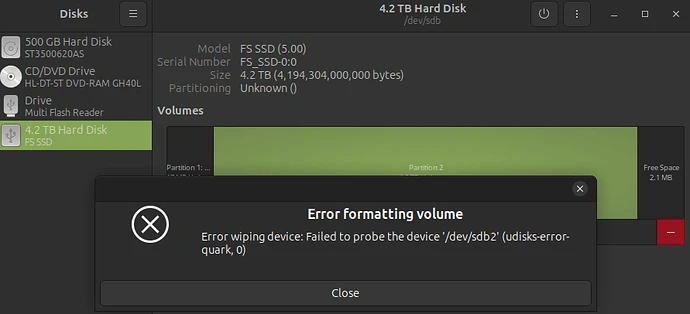 Disks
4.2 TB Hard Disk
/dev/sdb
500 GB Hard Disk
ST3500620AS
CD/DVD Drive
HL-DT-ST DVD-RAM GH40L
Drive
Multi Flash Reader
4.2 TB Hard Disk
FS SSD
Model FS SSD (5.00)
Serial Number FS_SSD-0:0
Size 4.2 TB (4,194,304,000,000 bytes)
Partitioning Unknown ()
Volumes
Partition 1: ...
Partition 2
Free Space
2.1 MB
Error formatting volume
Error wiping device: Failed to probe the device '/dev/sdb2' (udisks-error-
quark, 0)
Close